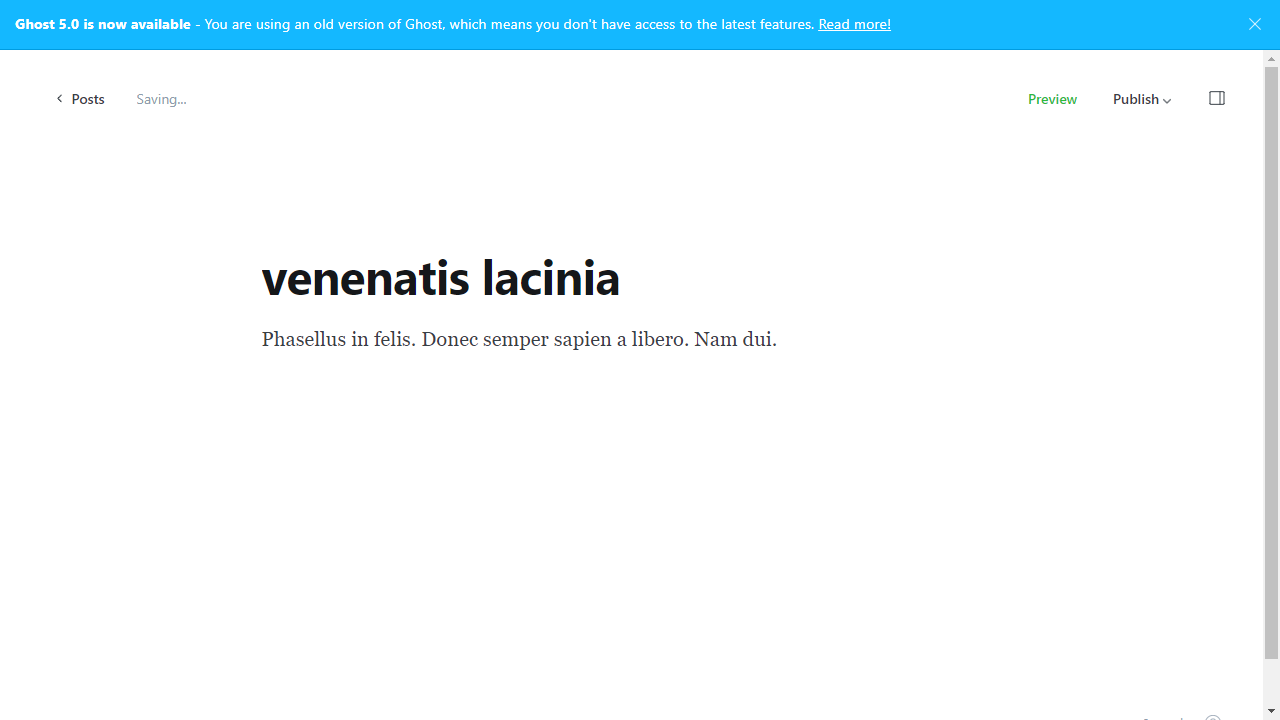 Ghost 5.0 is now available - You are using an old version of Ghost, which means you don't have access to the latest features. Read more!
Posts Saving... Preview Publish
venenatis lacinia
Phasellus in felis. Donec semper sapien a libero. Nam dui.